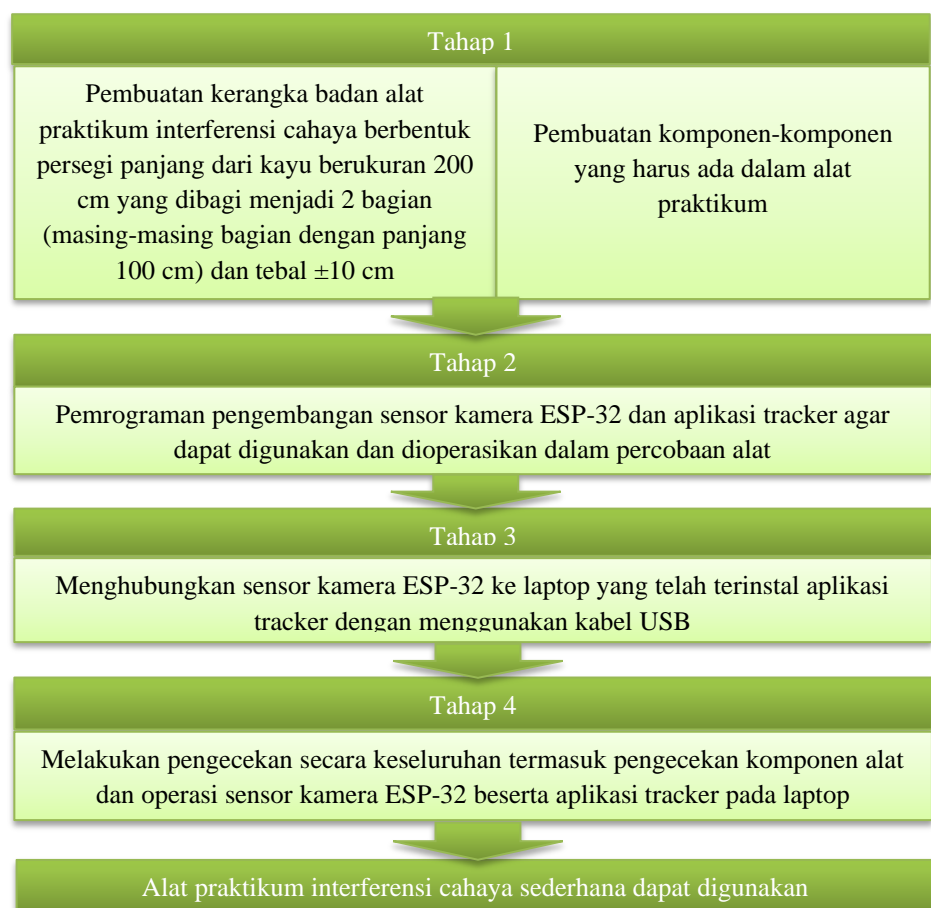 Tahap 1
Pembuatan kerangka badan alat
praktikum interferensi cahaya berbentuk
persegi panjang dari kayu berukuran 200
cm yang dibagi menjadi 2 bagian
(masing-masing bagian dengan panjang
100 cm) dan tebal ±10 cm
Pembuatan komponen-komponen
yang harus ada dalam alat
praktikum
Tahap 2
Pemrograman pengembangan sensor kamera ESP-32 dan aplikasi tracker agar
dapat digunakan dan dioperasikan dalam percobaan alat
Tahap 3
Menghubungkan sensor kamera ESP-32 ke laptop yang telah terinstal aplikasi
tracker dengan menggunakan kabel USB
Tahap 4
Melakukan pengecekan secara keseluruhan termasuk pengecekan komponen alat
dan operasi sensor kamera ESP-32 beserta aplikasi tracker pada laptop
Alat praktikum interferensi cahaya sederhana dapat digunakan